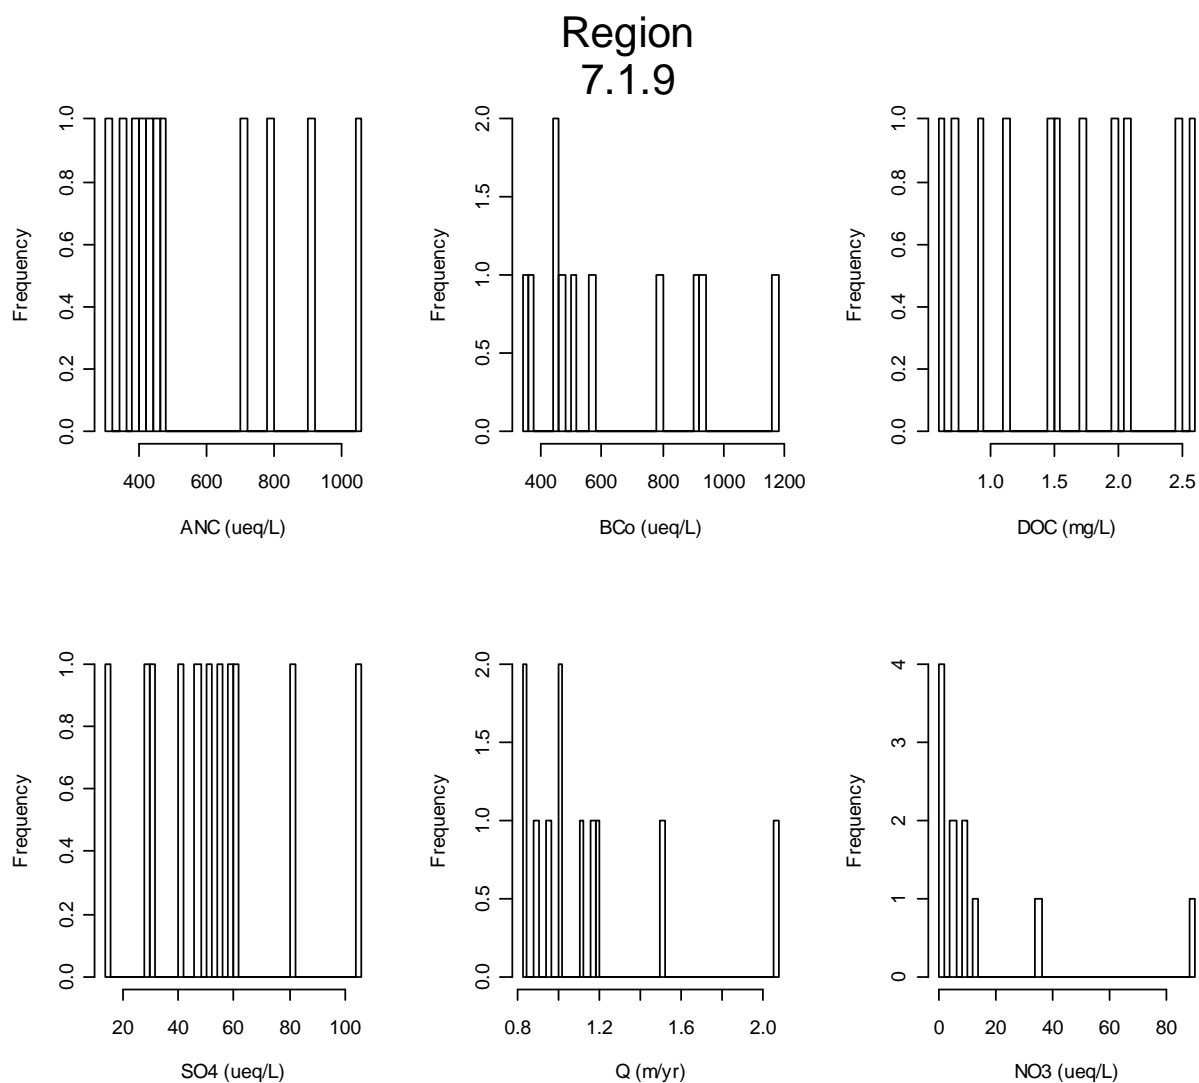 Region
7.1.9
Frequency
0.0 0.2 0.4 0.6 0.8 1.0
400 600 800 1000
ANC (ueq/L)
Frequency
0.0 0.5 1.0 1.5 2.0
400 600 800 1000 1200
BCo (ueq/L)
Frequency
0.0 0.2 0.4 0.6 0.8 1.0
1.0 1.5 2.0 2.5
DOC (mg/L)
Frequency
0.0 0.2 0.4 0.6 0.8 1.0
20 40 60 80 100
SO4 (ueq/L)
Frequency
0.0 0.5 1.0 1.5 2.0
0.8 1.2 1.6 2.0
Q (m/yr)
Frequency
0 1 2 3 4
0 20 40 60 80
NO3 (ueq/L)